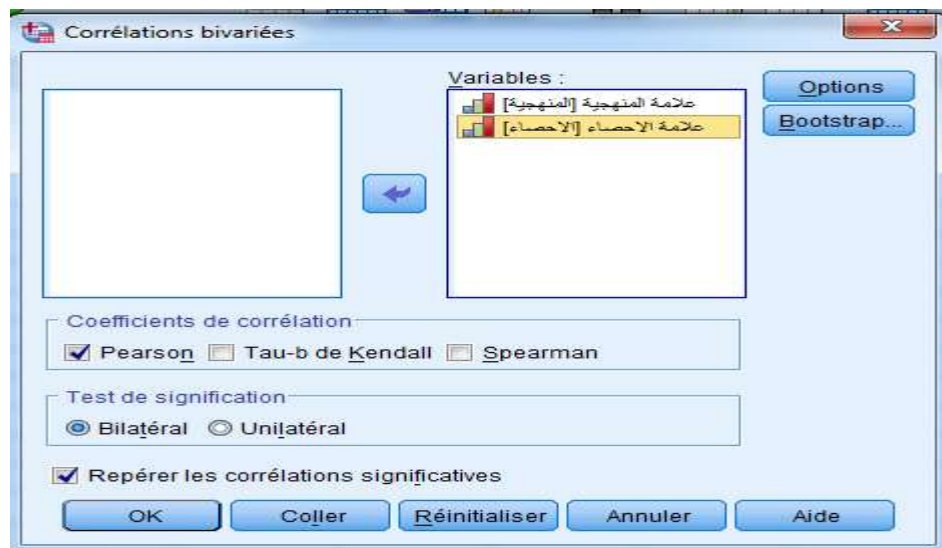 Corrélations bivariées
Variables :
علامة المنهجية [المنهجية]
علامة الاحصاء [الاحصاء]
Options
Bootstrap...
Coefficients de corrélation
Pearson Tau-b de Kendall Spearman
Test de signification
Bilatéral Unilatéral
Repérer les corrélations significatives
OK Coller Réinitialiser Annuler Aide